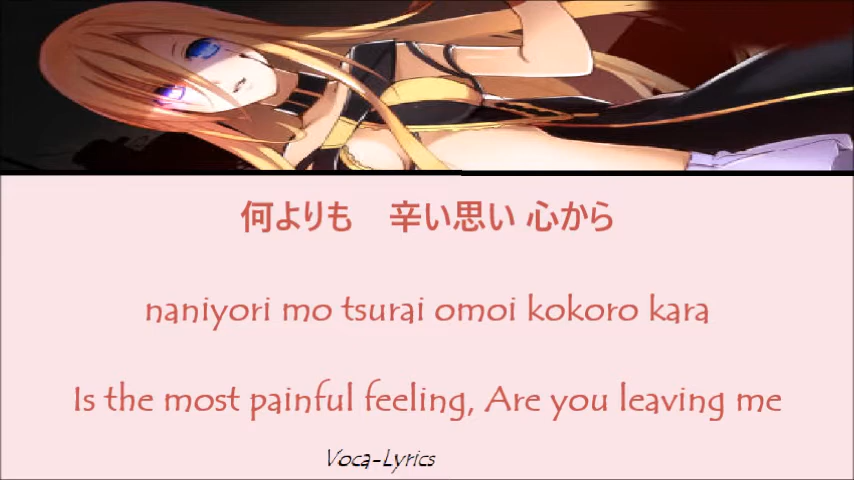 何よりも　辛い思い 心から
naniyori mo tsurai omoi kokoro kara
Is the most painful feeling, Are you leaving me
Voca-Lyrics